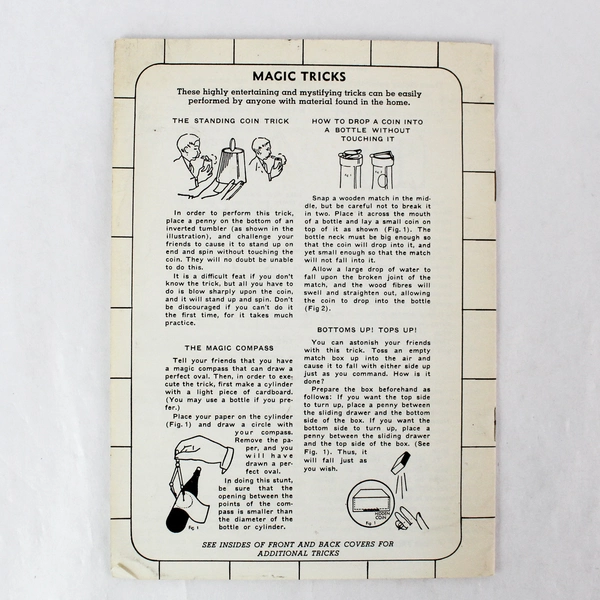 MAGIC TRICKS
These highly entertaining and mystifying tricks can be easily
performed by anyone with material found in the home.
THE STANDING COIN TRICK
In order to perform this trick,
place a penny on the bottom of an
inverted tumbler (as shown in the
illustration), and challenge your
friends to cause it to stand up on
end and spin without touching the
coin. They will no doubt be unable
to do this.
It is a difficult feat if you don't
know the trick, but all you have to
do is blow sharply upon the coin,
and it will stand up and spin. Don't
be discouraged if you can't do it
the first time, for it takes much
practice.
THE MAGIC COMPASS
Tell your friends that you have
a magic compass that can draw a
perfect oval. Then, in order to exe-
cute the trick, first make a cylinder
with a light piece of cardboard.
(You may use a bottle if you pre-
fer.)
Place your paper on the cylinder
(Fig. 1) and draw a circle with
your compass.
Remove the pa-
per, and you
will have
drawn a per-
fect oval.
In doing this stunt,
be sure that the
opening between the
points of the com-
pass is smaller than
the diameter of the
bottle or cylinder.
Fig 1
HOW TO DROP A COIN INTO
A BOTTLE WITHOUT
TOUCHING IT
Snap a wooden match in the mid-
dle, but be careful not to break it
in two. Place it across the mouth
of a bottle and lay a small coin on
top of it as shown (Fig. 1). The
bottle neck must be big enough so
that the coin will drop into it, and
yet small enough so that the match
will not fall into it.
Allow a large drop of water to
fall upon the broken joint of the
match, and the wood fibres will
swell and straighten out, allowing
the coin to drop into the bottle
(Fig 2).
BOTTOMS UP! TOPS UP!
You can astonish your friends
with this trick. Toss an empty
match box up into the air and
cause it to fall with either side up
just as you command. How is it
done?
Prepare the box beforehand as
follows: If you want the top side
to turn up, place a penny between
the sliding drawer and the bottom
side of the box. If you want the
bottom side to turn up, place a
penny between the sliding drawer
and the top side of the box. (See
Fig. 1). Thus, it
will fall just as
you wish.
HIDDEN
COIN
Fig 1
SEE INSIDES OF FRONT AND BACK COVERS FOR
ADDITIONAL TRICKS